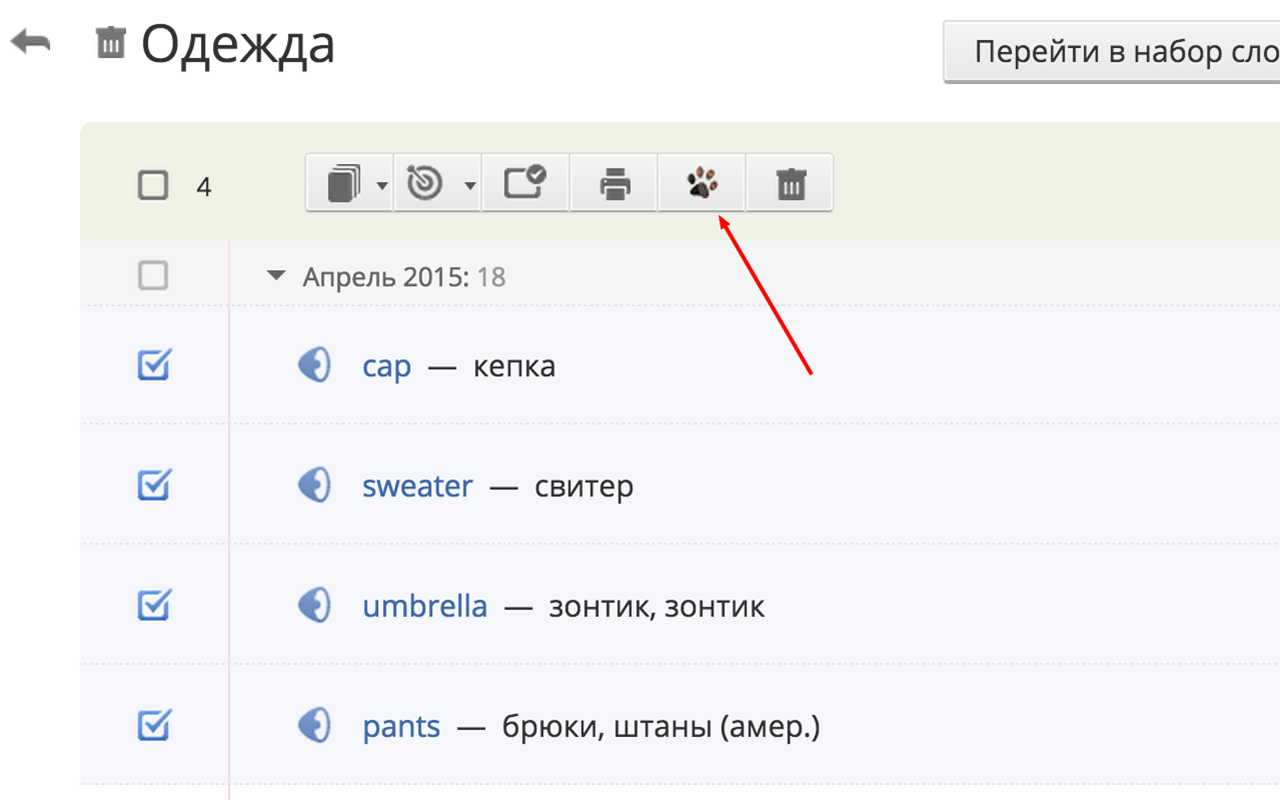 Одежда
Перейти в набор сло
4
Апрель 2015: 18
cap — кепка
sweater — свитер
umbrella — зонтик, зонтик
pants — брюки, штаны (амер.)